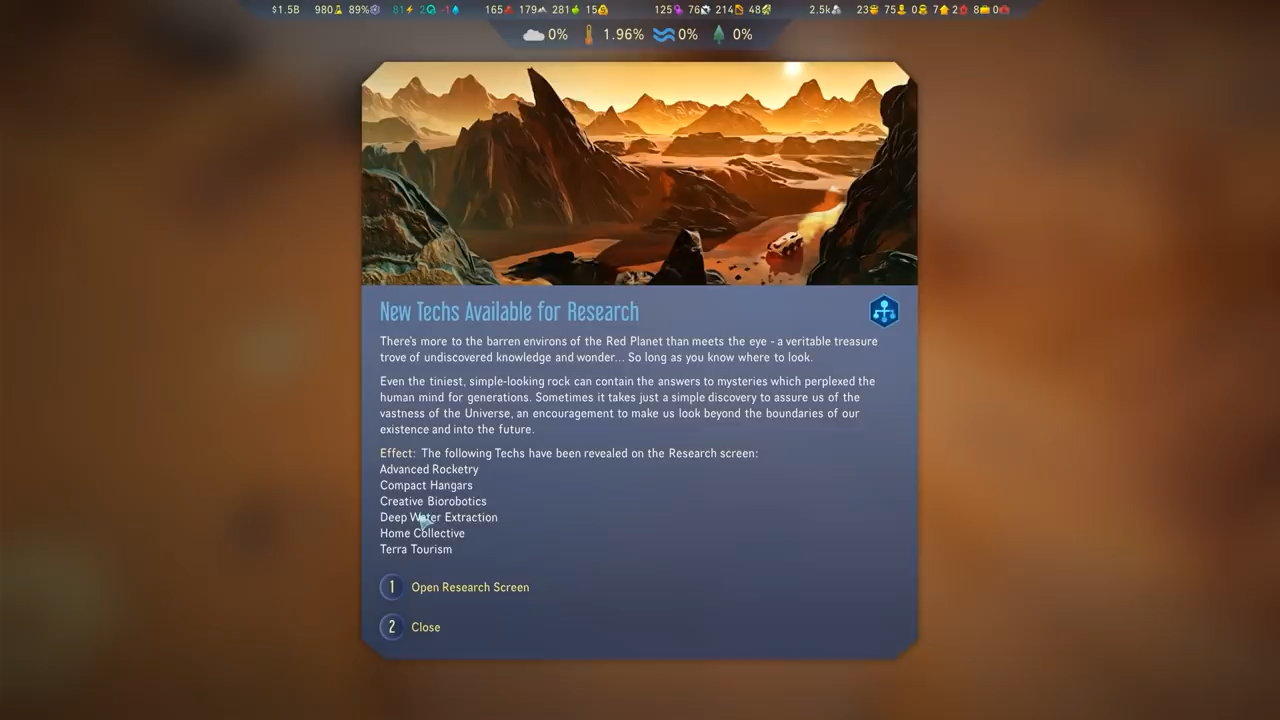 $1.5B 980 89% 81 2 -1 165 179 281 15 125 76 214 48 2.5k 23 75 0 7 2 8 0
0% 1.96% 0% 0%
New Techs Available for Research
There's more to the barren environs of the Red Planet than meets the eye - a veritable treasure
trove of undiscovered knowledge and wonder... So long as you know where to look.
Even the tiniest, simple-looking rock can contain the answers to mysteries which perplexed the
human mind for generations. Sometimes it takes just a simple discovery to assure us of the
vastness of the Universe, an encouragement to make us look beyond the boundaries of our
existence and into the future.
Effect: The following Techs have been revealed on the Research screen:
Advanced Rocketry
Compact Hangars
Creative Biorobotics
Deep Water Extraction
Home Collective
Terra Tourism
1 Open Research Screen
2 Close